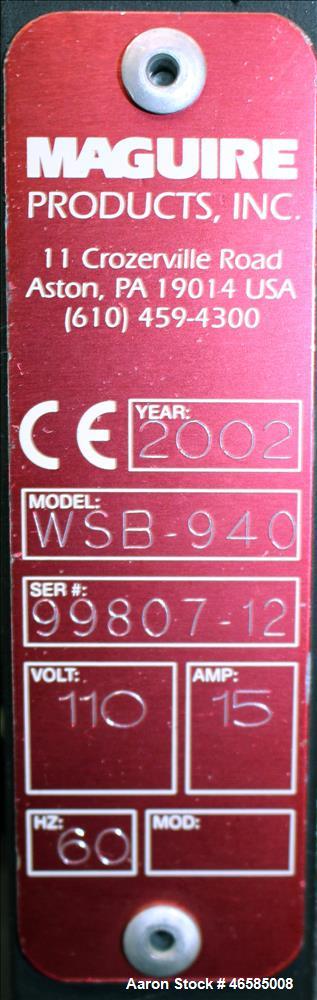 MAGUIRE
PRODUCTS, INC.
11 Crozerville Road
Aston, PA 19014 USA
(610) 459-4300
CE YEAR: 2002
MODEL:
WSB-940
SER #:
99807-12
VOLT: AMP:
110 15
HZ: MOD:
60
Aaron Stock # 46585008